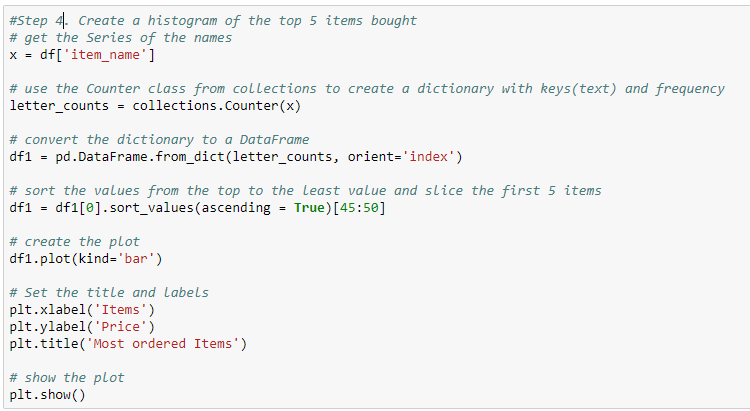 #Step 4. Create a histogram of the top 5 items bought
# get the Series of the names
x = df['item_name']
# use the Counter class from collections to create a dictionary with keys(text) and frequency
letter_counts = collections.Counter(x)
# convert the dictionary to a DataFrame
df1 = pd.DataFrame.from_dict(letter_counts, orient='index')
# sort the values from the top to the least value and slice the first 5 items
df1 = df1[0].sort_values(ascending = True)[45:50]
# create the plot
df1.plot(kind='bar')
# Set the title and labels
plt.xlabel('Items')
plt.ylabel('Price')
plt.title('Most ordered Items')
# show the plot
plt.show()